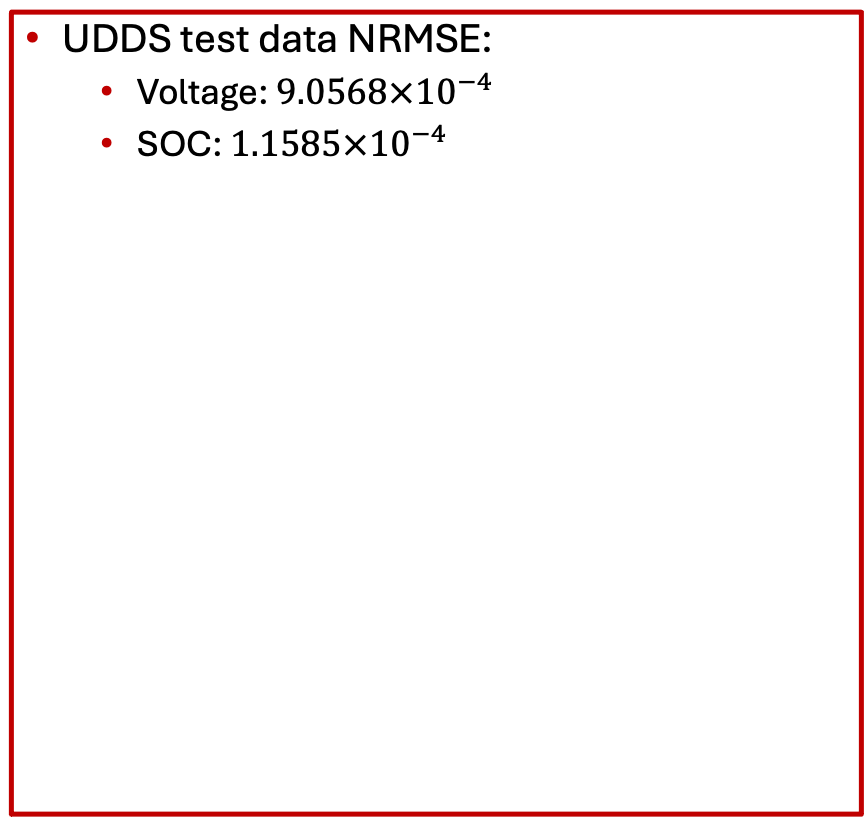 • UDDS test data NRMSE:
• Voltage: 9.0568×10⁻⁴
• SOC: 1.1585×10⁻⁴